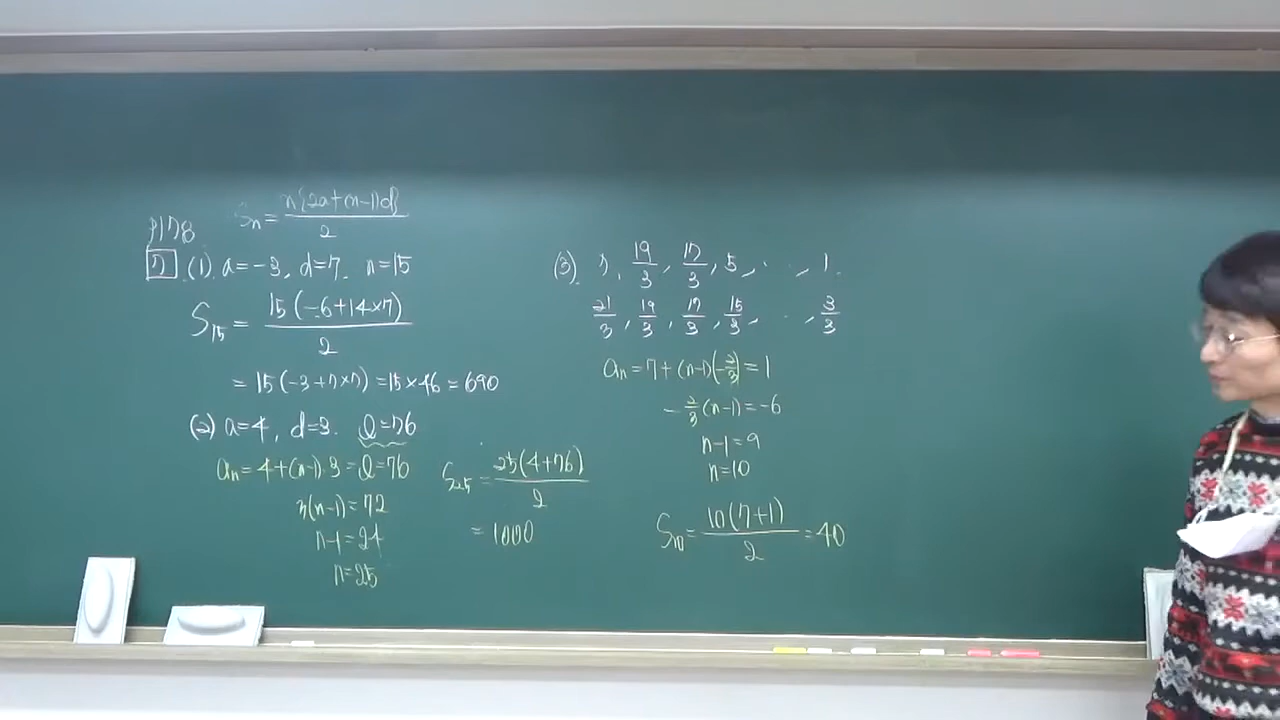 p178
Sn = n{2a+(n-1)d} / 2
7 (1) a=-3, d=7. n=15
S15 = 15(-6+14×7) / 2
= 15(-3+7×7) = 15×46 = 690
(2) a=4, d=3. l=76
an = 4+(n-1)·3 = l = 76
3(n-1) = 72
n-1 = 24
n = 25
S25 = 25(4+76) / 2
= 1000
(3) 7, 19/3, 17/3, 5, · · , 1.
21/3, 19/3, 17/3, 15/3, · · , 3/3
an = 7+(n-1)(-2/3) = 1
-2/3(n-1) = -6
n-1 = 9
n = 10
S10 = 10(7+1) / 2 = 40